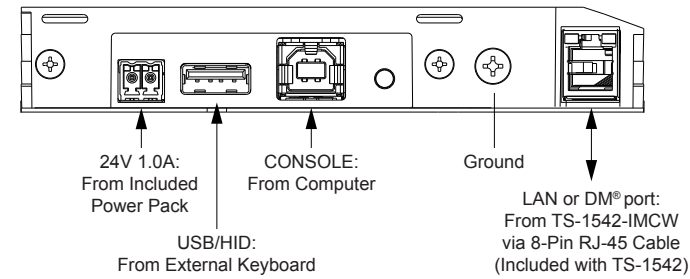 24V 1.0A:
From Included
Power Pack
USB/HID:
From External Keyboard
CONSOLE:
From Computer
Ground
LAN or DM® port:
From TS-1542-IMCW
via 8-Pin RJ-45 Cable
(Included with TS-1542)